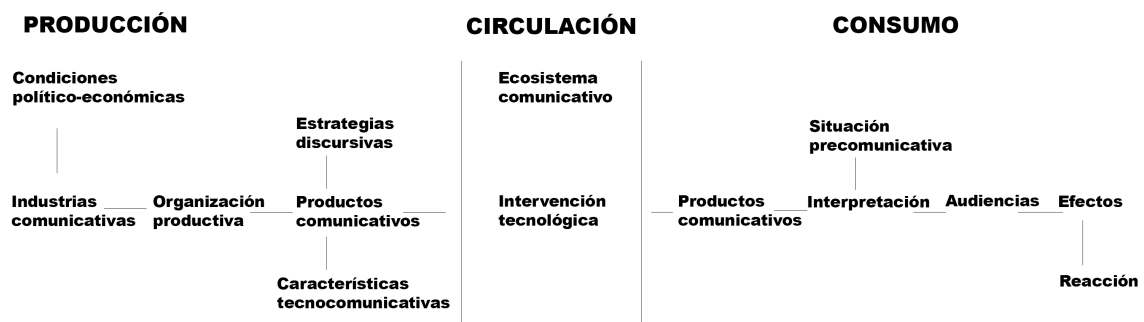 PRODUCCIÓN
CIRCULACIÓN
CONSUMO
Condiciones
político-económicas
Ecosistema
comunicativo
Estrategias
discursivas
Situación
precomunicativa
Industrias
comunicativas
Organización
productiva
Productos
comunicativos
Intervención
tecnológica
Productos
comunicativos
Interpretación
Audiencias
Efectos
Características
tecnocomunicativas
Reacción